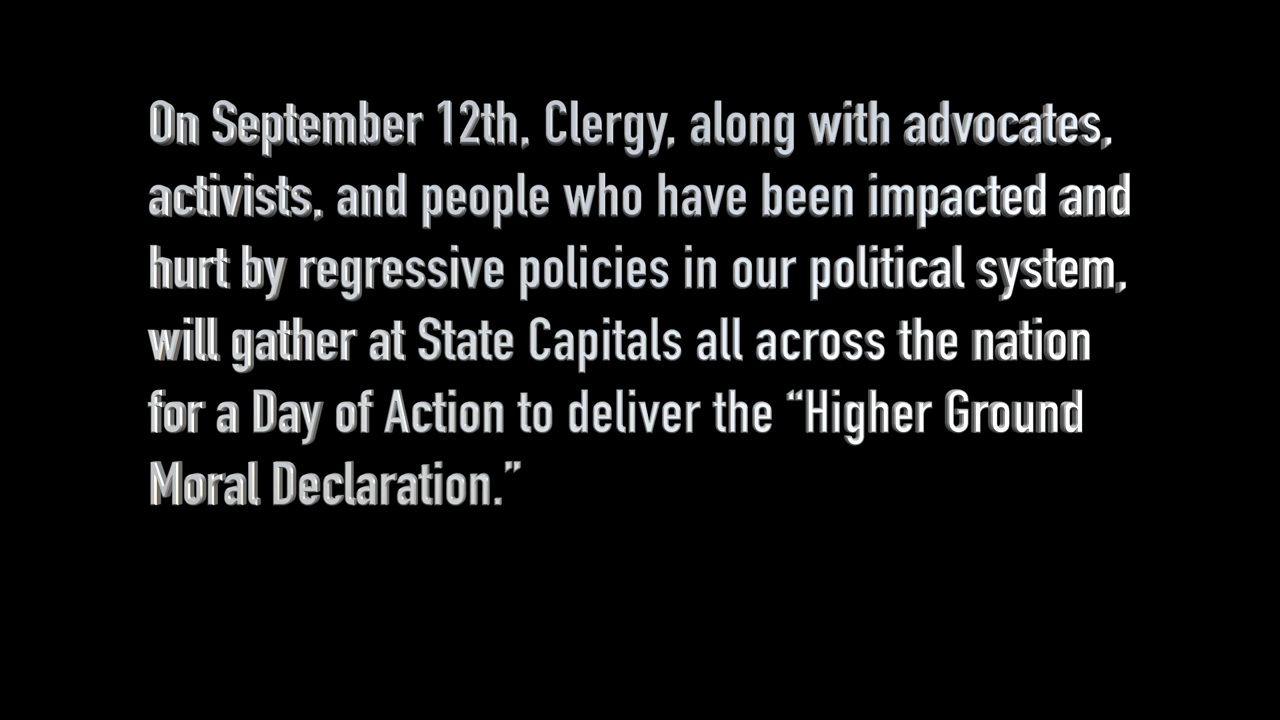 On September 12th, Clergy, along with advocates,
activists, and people who have been impacted and
hurt by regressive policies in our political system,
will gather at State Capitals all across the nation
for a Day of Action to deliver the “Higher Ground
Moral Declaration.”